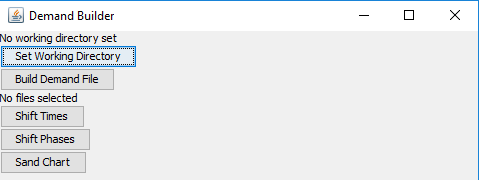 Demand Builder
No working directory set
Set Working Directory
Build Demand File
No files selected
Shift Times
Shift Phases
Sand Chart